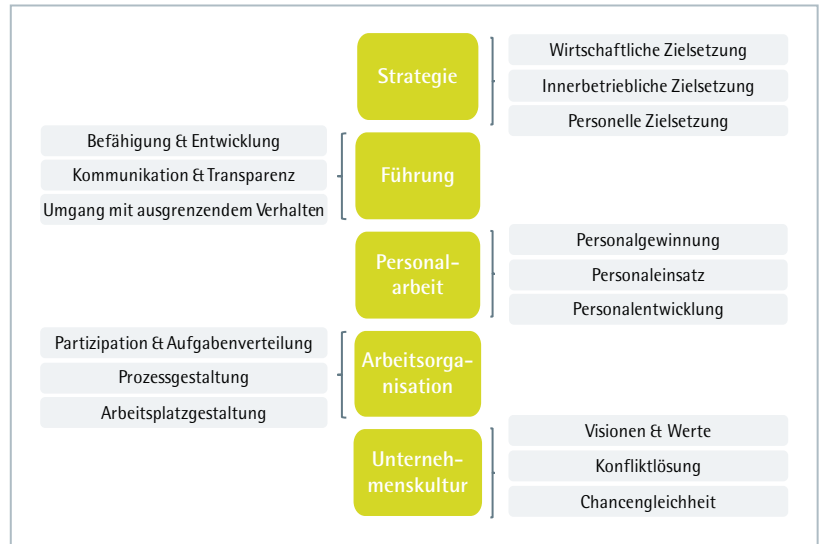 Strategie
Wirtschaftliche Zielsetzung
Innerbetriebliche Zielsetzung
Personelle Zielsetzung
Befähigung & Entwicklung
Kommunikation & Transparenz
Umgang mit ausgrenzendem Verhalten
Führung
Personal-
arbeit
Personalgewinnung
Personaleinsatz
Personalentwicklung
Partizipation & Aufgabenverteilung
Prozessgestaltung
Arbeitsplatzgestaltung
Arbeitsorga-
nisation
Unterneh-
menskultur
Visionen & Werte
Konfliktlösung
Chancengleichheit